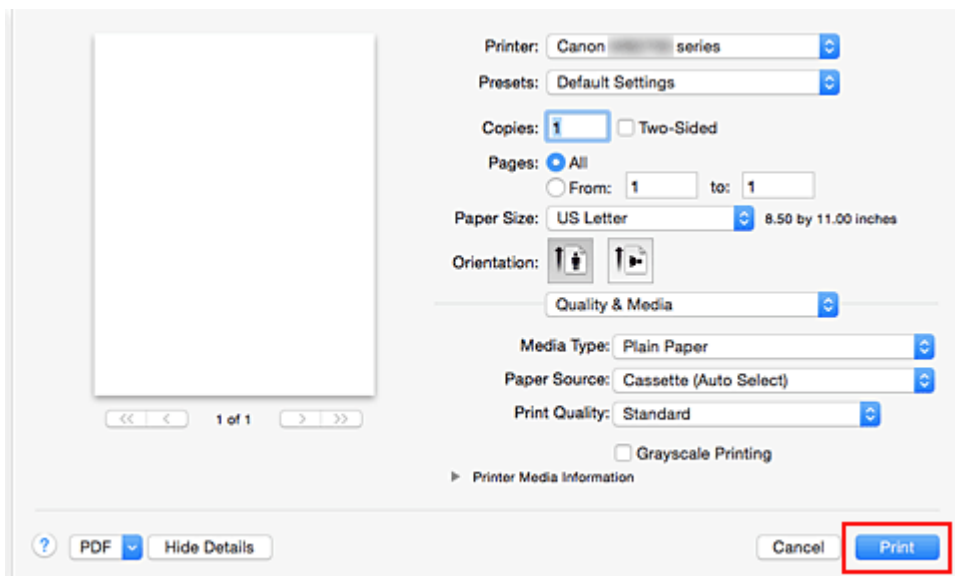 Printer: Canon series
Presets: Default Settings
Copies: 1 Two-Sided
Pages: All
From: 1 to: 1
Paper Size: US Letter 8.50 by 11.00 inches
Orientation:
Quality & Media
Media Type: Plain Paper
Paper Source: Cassette (Auto Select)
Print Quality: Standard
<< < 1 of 1 > >>
Grayscale Printing
Printer Media Information
? PDF Hide Details Cancel Print